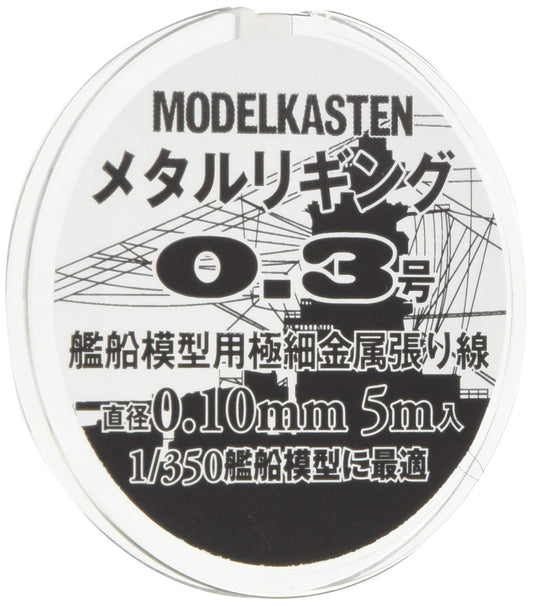 MODELKASTEN
メタルリギング
0.3号
艦船模型用極細金属張り線
直径0.10mm 5m入
1/350艦船模型に最適